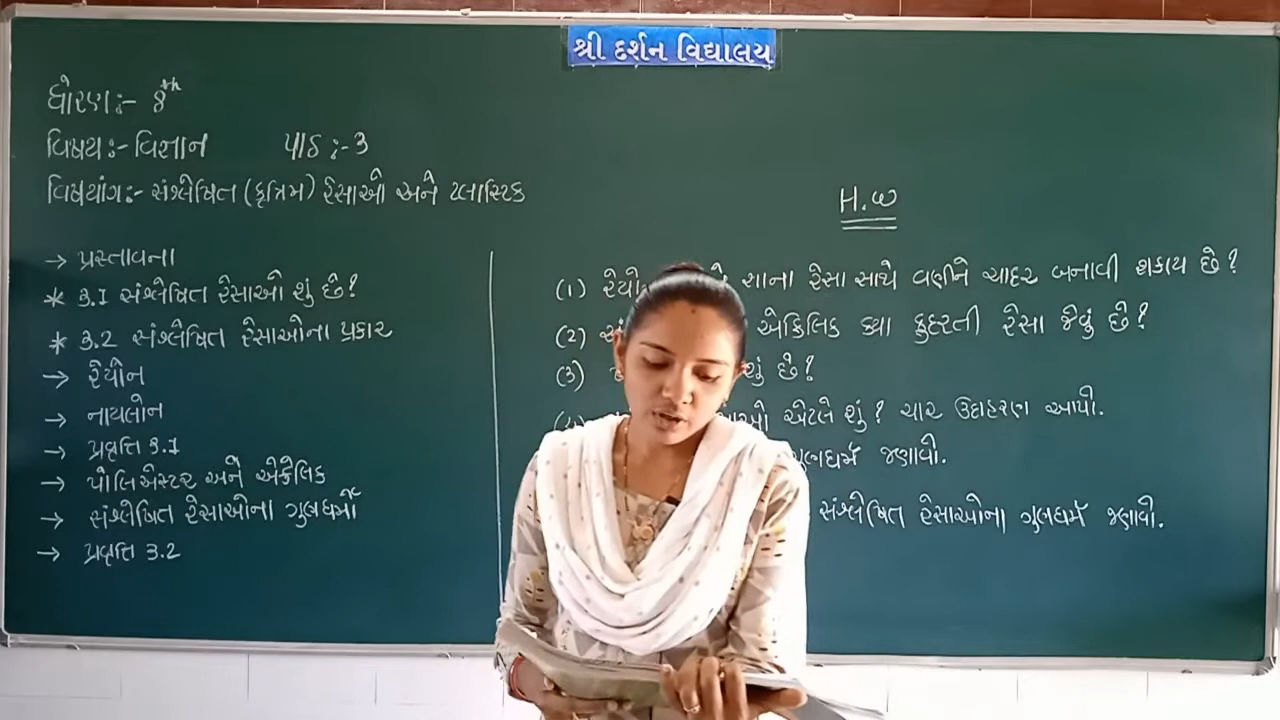 શ્રી દર્શન વિદ્યાલય
ધોરણ:- 8th
વિષય:- વિજ્ઞાન પાઠ :- 3
વિષયાંગ:- સંશ્લેષિત (કૃત્રિમ) રેસાઓ અને પ્લાસ્ટિક
→ પ્રસ્તાવના
* 3.1 સંશ્લેષિત રેસાઓ શું છે?
* 3.2 સંશ્લેષિત રેસાઓના પ્રકાર
→ રેયોન
→ નાયલોન
→ પ્રવૃત્તિ 3.1
→ પોલિએસ્ટર અને એક્રેલિક
→ સંશ્લેષિત રેસાઓના ગુણધર્મો
→ પ્રવૃત્તિ 3.2
H.W
(1) શાના રેસા સાથે વણીને ચાદર બનાવી શકાય છે?
(2) એક્રિલિક ક્યા કુદરતી રેસા જેવું છે?
(3) શું છે?
એટલે શું? ચાર ઉદાહરણ આપો.
જણાવો.
સંશ્લેષિત રેસાઓના ગુણધર્મ જણાવો.